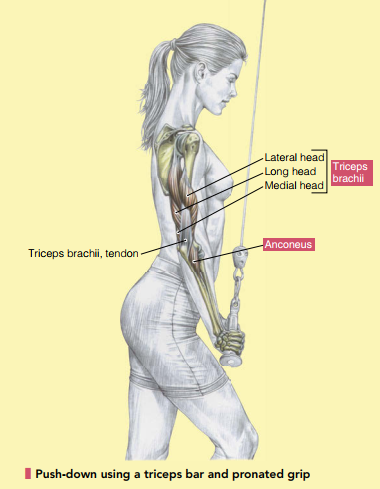 Lateral head
Long head
Medial head
Triceps
brachii
Triceps brachii, tendon
Anconeus
Push-down using a triceps bar and pronated grip